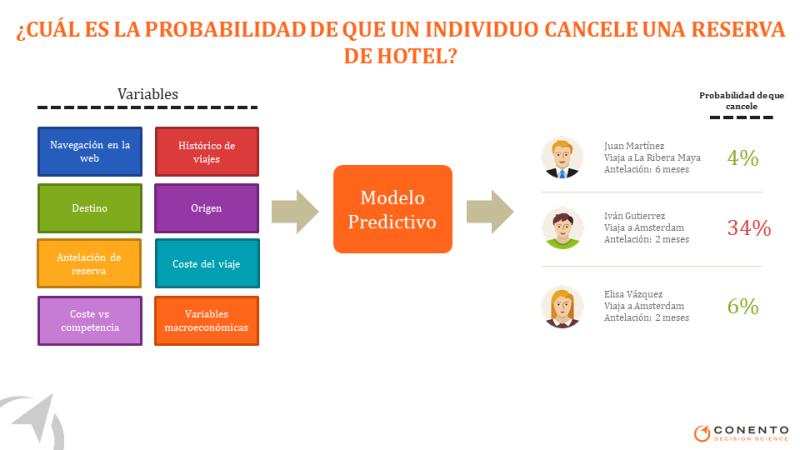 ¿CUÁL ES LA PROBABILIDAD DE QUE UN INDIVIDUO CANCELE UNA RESERVA
DE HOTEL?
Variables
Navegación en la
web
Histórico de
viajes
Destino
Origen
Antelación de
reserva
Coste del viaje
Coste vs
competencia
Variables
macroeconómicas
Modelo
Predictivo
Probabilidad de que
cancele
Juan Martínez
Viaja a La Ribera Maya
Antelación: 6 meses
4%
Iván Gutierrez
Viaja a Amsterdam
Antelación: 2 meses
34%
Elisa Vázquez
Viaja a Amsterdam
Antelación: 2 meses
6%
CONENTO
DECISION SCIENCE